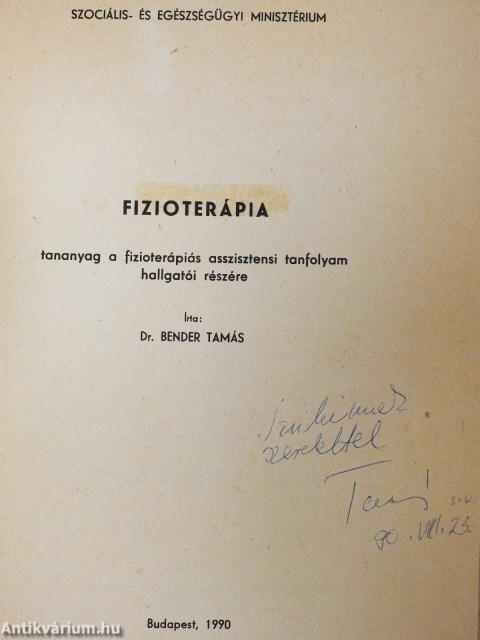 SZOCIÁLIS- ÉS EGÉSZSÉGÜGYI MINISZTÉRIUM
FIZIOTERÁPIA
tananyag a fizioterápiás asszisztensi tanfolyam
hallgatói részére
Írta:
Dr. BENDER TAMÁS
szeretettel
Tamás
s.k.
90. VIII. 23.
Budapest, 1990
Antikvárium.hu